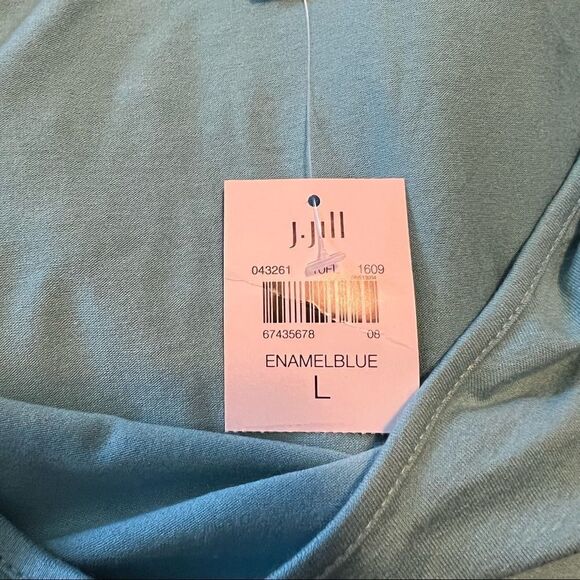 J.Jill
043261 1609
67435678 08
ENAMELBLUE
L